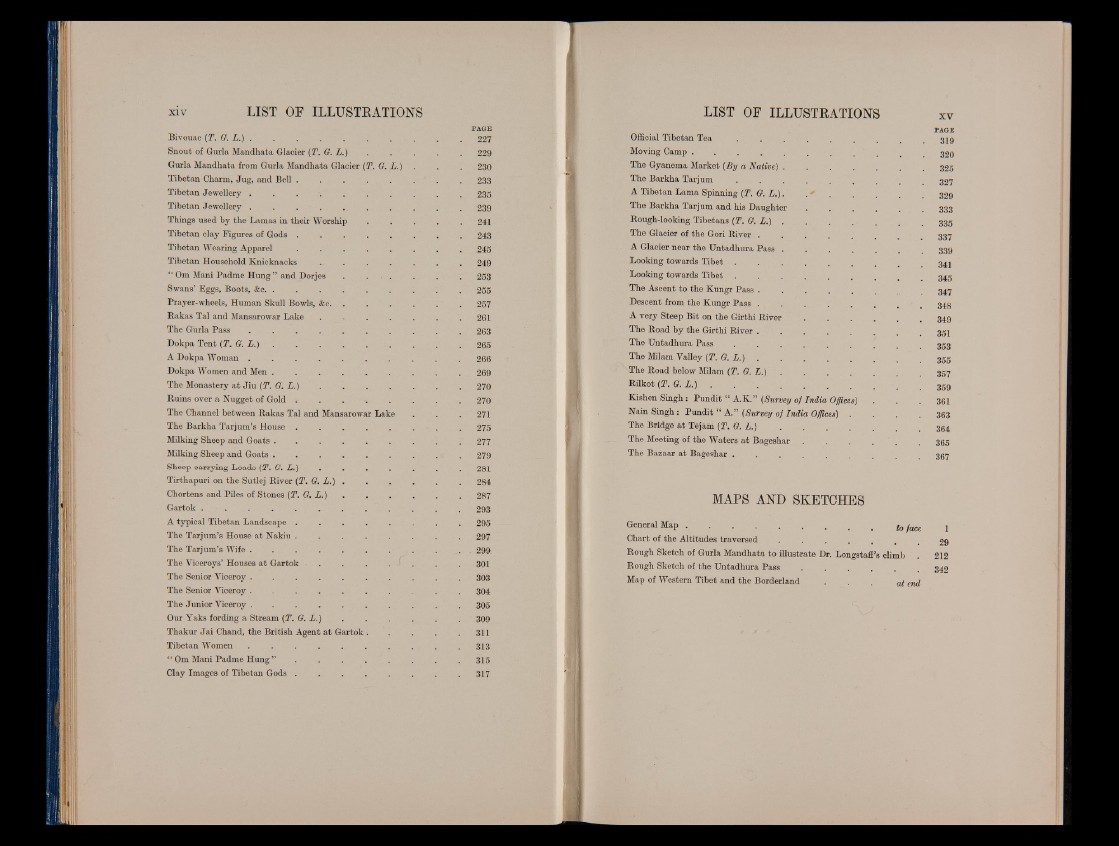 xiv LIST OF ILLUSTRATIONS
PAGE
Bivouac (T. G. L.) . 227
Snout of Gurla Mandhata Glacier (T. G. L.) 229
Gurla Mandhata from Gurla Mandhata Glacier (T. G. L.) 230
Tibetan Charm, Jug, and Bell . 233
Tibetan Jewellery . 235
Tibetan Jewellery . 239
Things used by the Lamas in their Worship 241
Tibetan clay Figures of Gods . 243
Tibetan Wearing Apparel 245
Tibetan Household Knicknacks 249
“Om Mani Padme Hung” and Dorjes 253
Swans' Eggs, Boots, &c. . 255
Prayer-wheels, Human Skull Bowls, &c. . 257
Rakas Tal and Mansarowar Lake 261
The Gurla Pass 263
Dokpa Tent (T. G. L.) 265
A Dokpa Woman . 266
Dokpa Women and Men . 269
The Monastery at Jiu (T. G. L.) 270
Ruins over a Nugget of Gold . 270
The Channel between Rakas Tal and Mansarowar Lake 271
The Barkha Tarjum's House . 275
Milking Sheep and Goats . 277
Milking Sheep and Goats . 279
Sheep carrying Loads (T. G. L.) 281
Tirthapuri on the Sutlej River (T. G. L.) . 284
Chortens and Piles of Stones (T. G. L.) 287
Gartok . 293
A typical Tibetan Landscape . 295
The Tarjum's House at Nakiu . 297
The Tarjum's Wife . 299
The Viceroys' Houses at Gartok 301
The Senior Viceroy . 303
The Senior Viceroy . 304
The Junior Viceroy . 305
Our Yaks fording a Stream (T. G. L.) 309
Thakur Jai Chand, the British Agent at Gartok . 311
Tibetan Women 313
“Om Mani Padme Hung” 315
Clay Images of Tibetan Gods . 317
LIST OF ILLUSTRATIONS xv
PAGE
Official Tibetan Tea 319
Moving Camp . 320
The Gyanema Market (By a Native) . 325
The Barkha Tarjum 327
A Tibetan Lama Spinning (T. G. L.) . 329
The Barkha Tarjum and his Daughter 333
Rough-looking Tibetans (T. G. L.) . 335
The Glacier of the Gori River . 337
A Glacier near the Untadhura Pass . 339
Looking towards Tibet . 341
Looking towards Tibet . 345
The Ascent to the Kungr Pass . 347
Descent from the Kungr Pass . 348
A very Steep Bit on the Girthi River 349
The Road by the Girthi River . 351
The Untadhura Pass 353
The Milam Valley (T. G. L.) . 355
The Road below Milam (T. G. L.) . 357
Rilkot (T. G. L.) . 359
Kishen Singh: Pundit “A.K.” (Survey of India Offices) 361
Nain Singh: Pundit “A.” (Survey of India Offices) . 363
The Bridge at Tejam (T. G. L.) 364
The Meeting of the Waters at Bageshar . 365
The Bazaar at Bageshar . 367
MAPS AND SKETCHES
General Map . to face 1
Chart of the Altitudes traversed 29
Rough Sketch of Gurla Mandhata to illustrate Dr. Longstaff's climb . 212
Rough Sketch of the Untadhura Pass 342
Map of Western Tibet and the Borderland at end